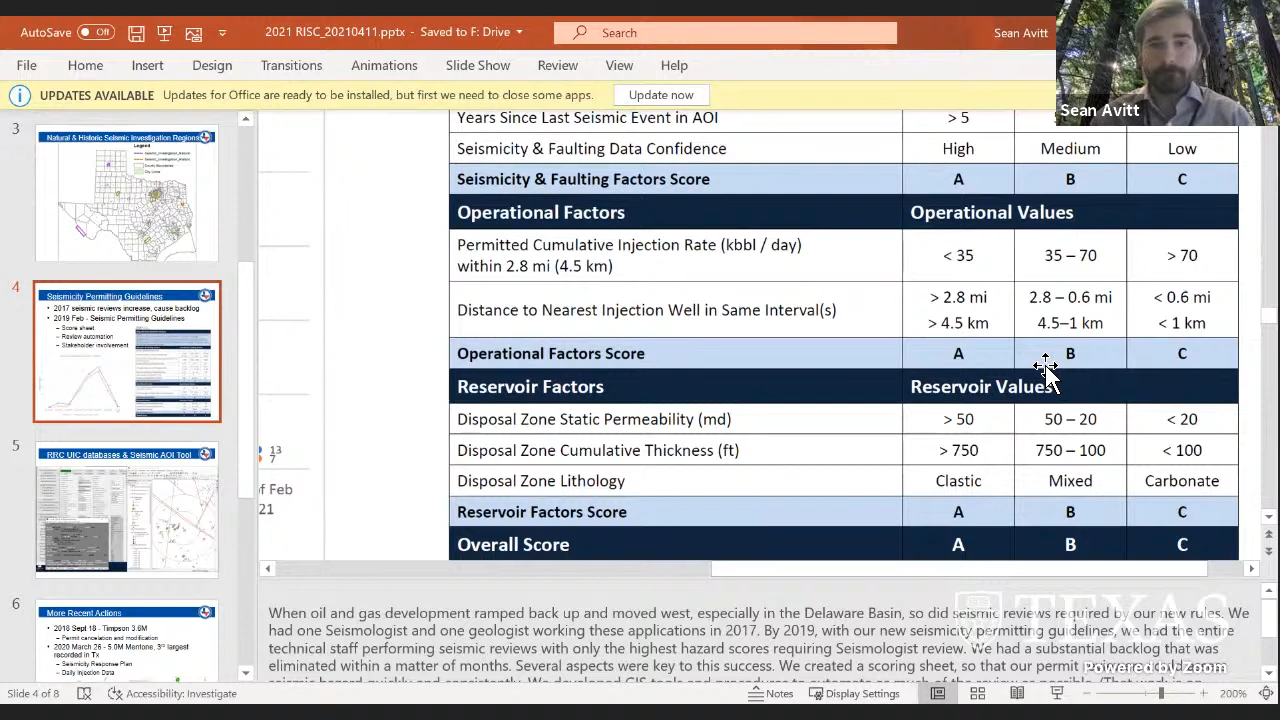 AutoSave Off 2021 RISC_20210411.pptx - Saved to F: Drive Search Sean Avitt
File Home Insert Design Transitions Animations Slide Show Review View Help
UPDATES AVAILABLE Updates for Office are ready to be installed, but first we need to close some apps. Update now
Sean Avitt
3
Natural & Historic Seismic Investigation Regions
Legend
4
Seismicity Permitting Guidelines
• 2017 seismic reviews increase, cause backlog
• 2019 Feb - Seismic Permitting Guidelines
– Score sheet
– Review automation
– Stakeholder involvement
5
RRC UIC databases & Seismic AOI Tool
6
More Recent Actions
• 2018 Sept 18 - Timpson 3.6M
– Permit cancelation and modification
• 2020 March 26 - 5.0M Mentone, 3rd largest
recorded in Tx
– Seismicity Response Plan
– Daily Injection Data
13
7
of Feb
21
Years Since Last Seismic Event in AOI > 5
Seismicity & Faulting Data Confidence High Medium Low
Seismicity & Faulting Factors Score A B C
Operational Factors Operational Values
Permitted Cumulative Injection Rate (kbbl / day)
within 2.8 mi (4.5 km) < 35 35 – 70 > 70
Distance to Nearest Injection Well in Same Interval(s) > 2.8 mi 2.8 – 0.6 mi < 0.6 mi
> 4.5 km 4.5–1 km < 1 km
Operational Factors Score A B C
Reservoir Factors Reservoir Values
Disposal Zone Static Permeability (md) > 50 50 – 20 < 20
Disposal Zone Cumulative Thickness (ft) > 750 750 – 100 < 100
Disposal Zone Lithology Clastic Mixed Carbonate
Reservoir Factors Score A B C
Overall Score A B C
When oil and gas development ramped back up and moved west, especially in the Delaware Basin, so did seismic reviews required by our new rules. We
had one Seismologist and one geologist working these applications in 2017. By 2019, with our new seismicity permitting guidelines, we had the entire
technical staff performing seismic reviews with only the highest hazard scores requiring Seismologist review. We had a substantial backlog that was
eliminated within a matter of months. Several aspects were key to this success. We created a scoring sheet, so that our permit
TEXAS
Powered by Zoom
Slide 4 of 8 Accessibility: Investigate Notes Display Settings 200%